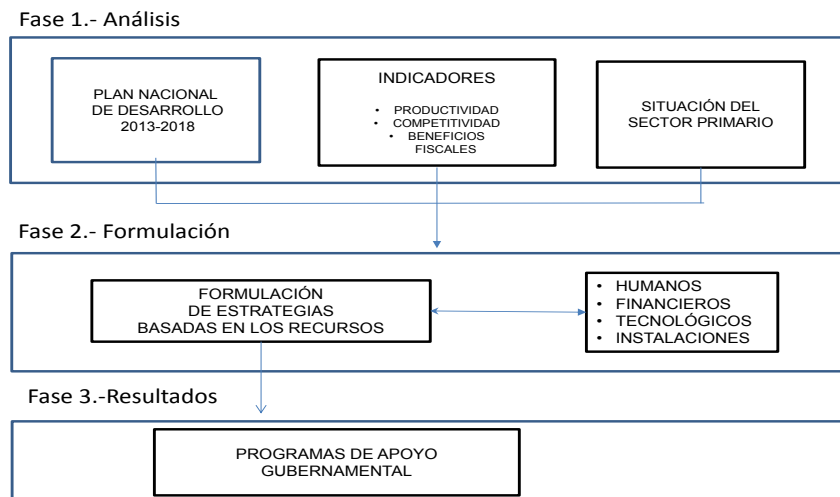 Fase 1.- Análisis
PLAN NACIONAL
DE DESARROLLO
2013-2018
INDICADORES
• PRODUCTIVIDAD
• COMPETITIVIDAD
• BENEFICIOS
FISCALES
SITUACIÓN DEL
SECTOR PRIMARIO
Fase 2.- Formulación
FORMULACIÓN
DE ESTRATEGIAS
BASADAS EN LOS RECURSOS
• HUMANOS
• FINANCIEROS
• TECNOLÓGICOS
• INSTALACIONES
Fase 3.-Resultados
PROGRAMAS DE APOYO
GUBERNAMENTAL